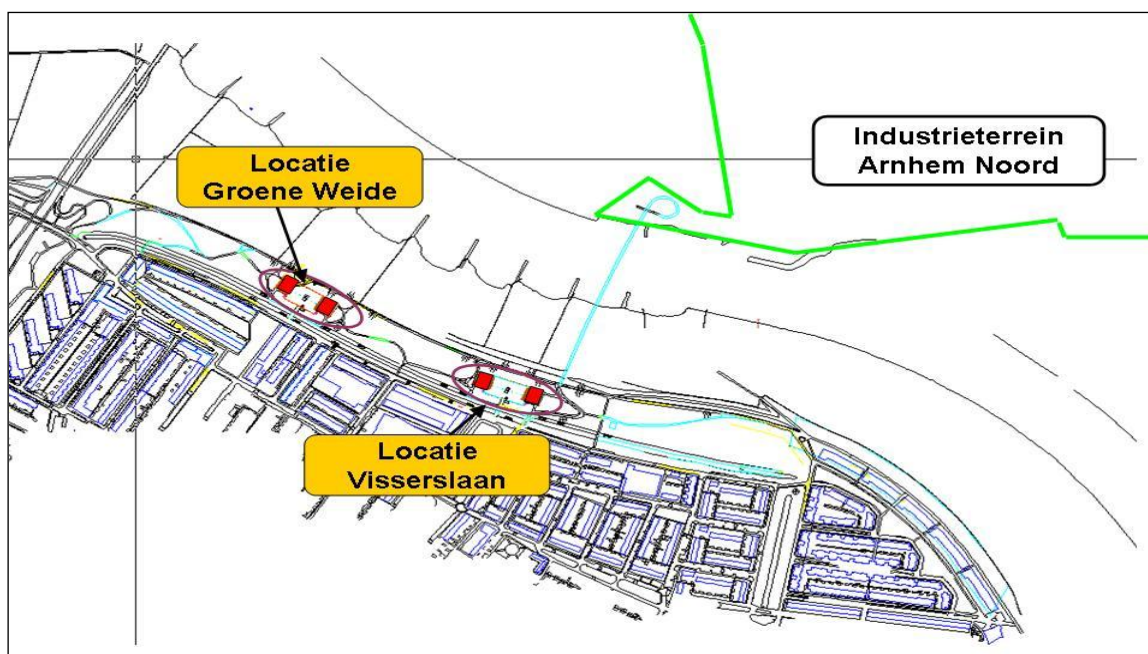 Industrieterrein
Arnhem Noord
Locatie
Groene Weide
Locatie
Visserslaan